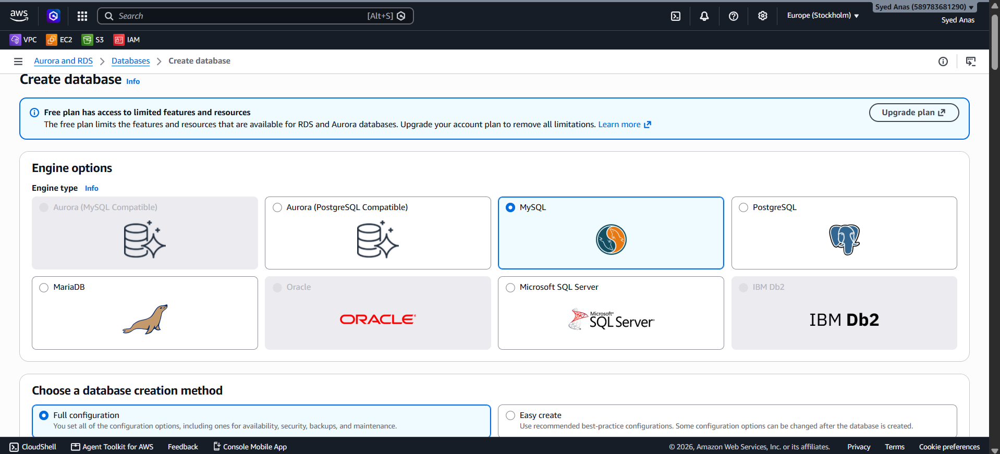 aws
Search
[Alt+S]
Europe (Stockholm)
Syed Anas (589783681290)
Syed Anas
VPC
EC2
S3
IAM
Aurora and RDS
Databases
Create database
Create database
Info
Free plan has access to limited features and resources
The free plan limits the features and resources that are available for RDS and Aurora databases. Upgrade your account plan to remove all limitations. Learn more
Upgrade plan
Engine options
Engine type
Info
Aurora (MySQL Compatible)
Aurora (PostgreSQL Compatible)
MySQL
PostgreSQL
MariaDB
Oracle
ORACLE
Microsoft SQL Server
Microsoft
SQL Server
IBM Db2
IBM Db2
Choose a database creation method
Full configuration
You set all of the configuration options, including ones for availability, security, backups, and maintenance.
Easy create
Use recommended best-practice configurations. Some configuration options can be changed after the database is created.
CloudShell
Agent Toolkit for AWS
Feedback
Console Mobile App
© 2026, Amazon Web Services, Inc. or its affiliates.
Privacy
Terms
Cookie preferences